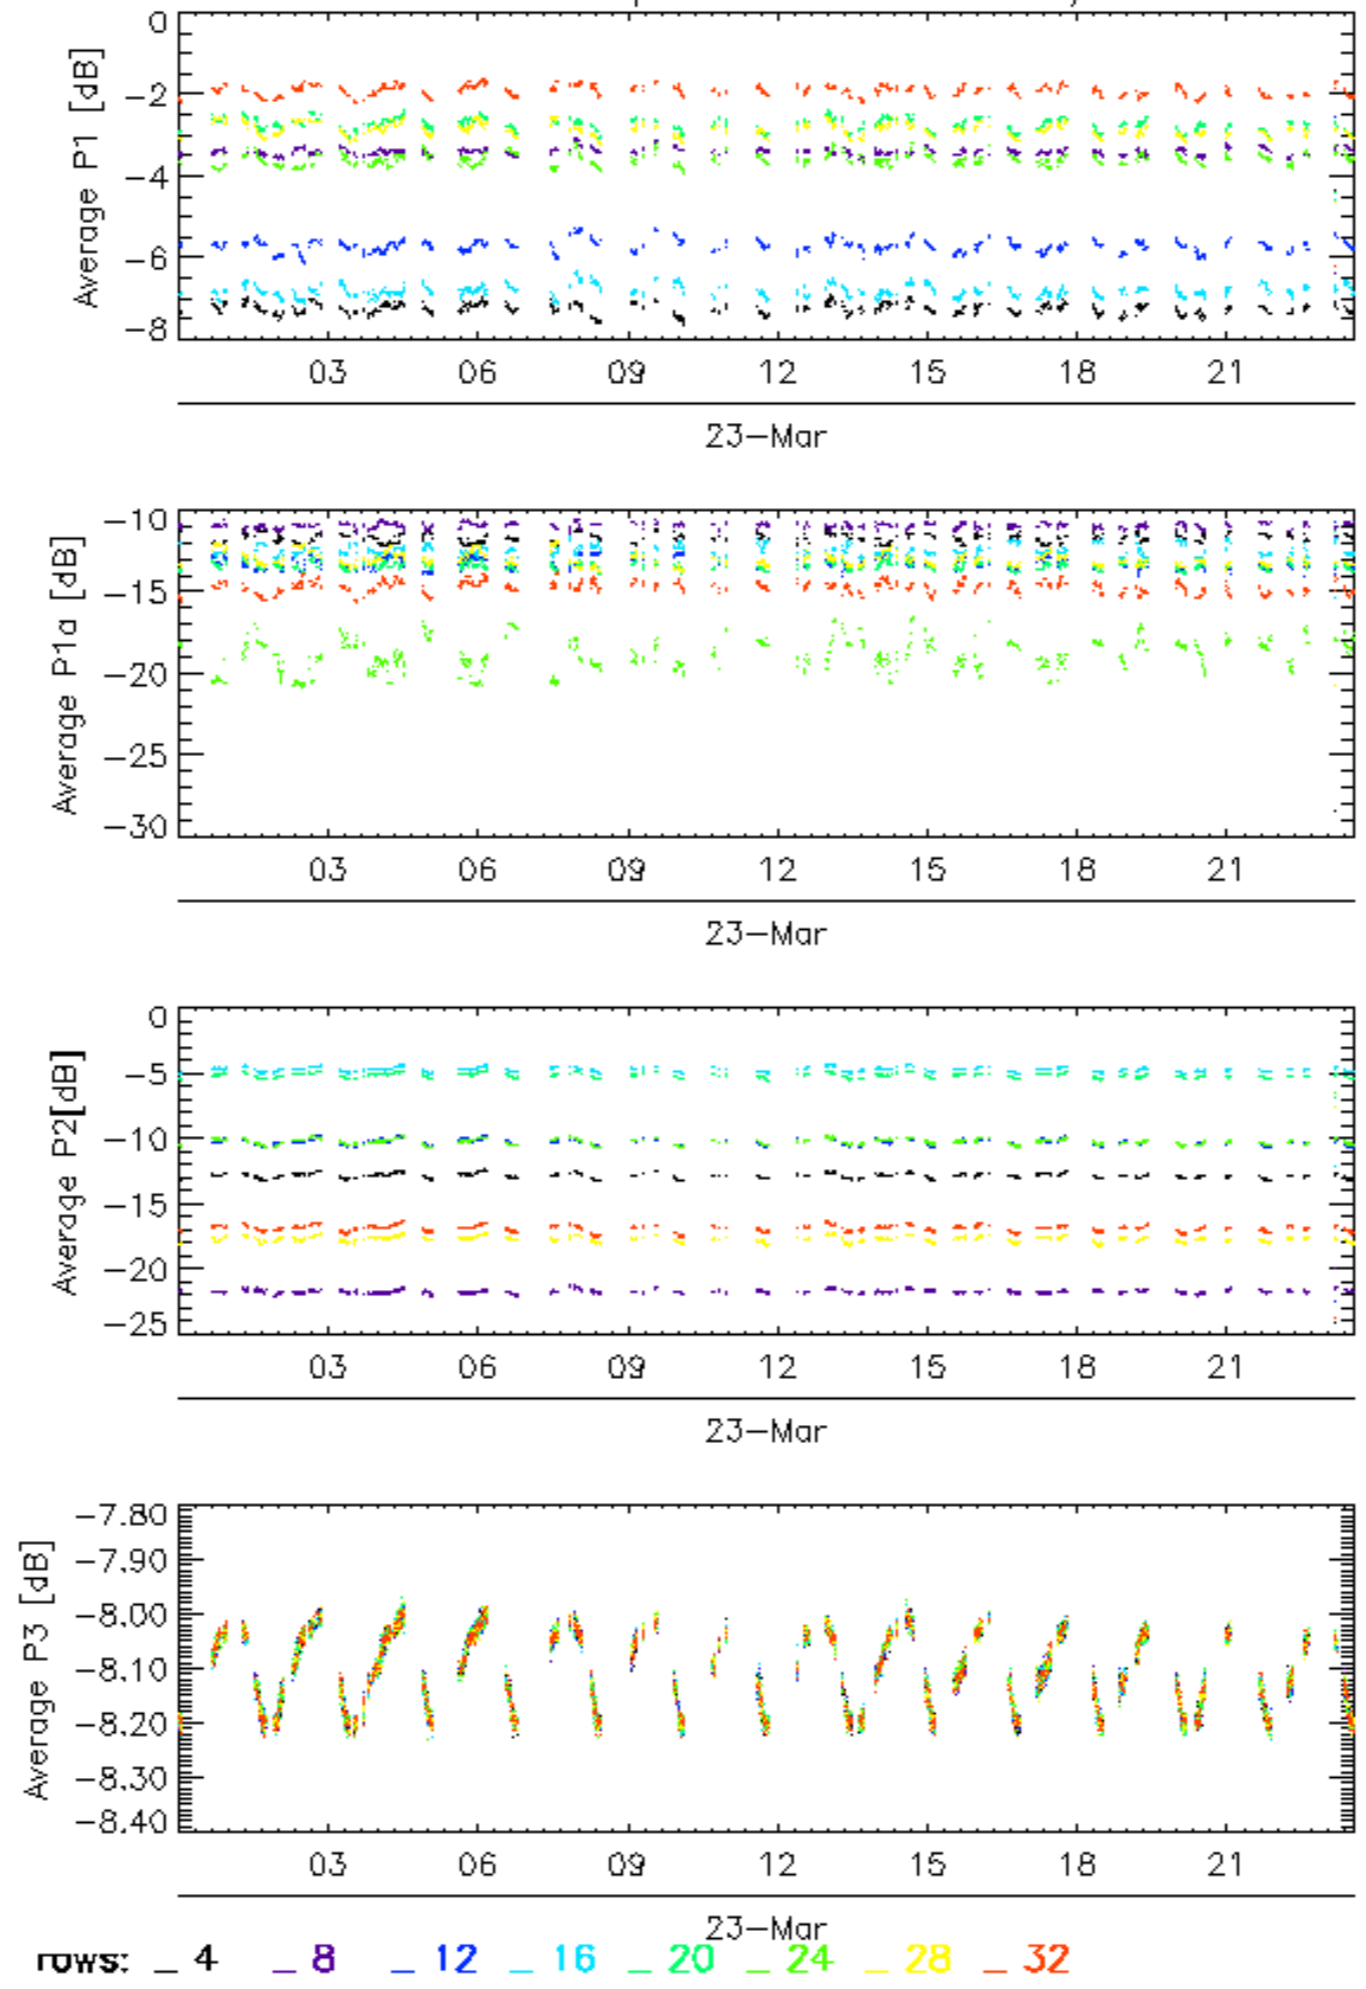 Average P1 [dB]
0
−2
−4
−6
−8
03 06 09 12 15 18 21
23−Mar
Average P1a [dB]
−10
−15
−20
−25
−30
03 06 09 12 15 18 21
23−Mar
Average P2[dB]
0
−5
−10
−15
−20
−25
03 06 09 12 15 18 21
23−Mar
Average P3 [dB]
−7.80
−7.90
−8.00
−8.10
−8.20
−8.30
−8.40
03 06 09 12 15 18 21
23−Mar
rows: _ 4 _ 8 _ 12 _ 16 _ 20 _ 24 _ 28 _ 32